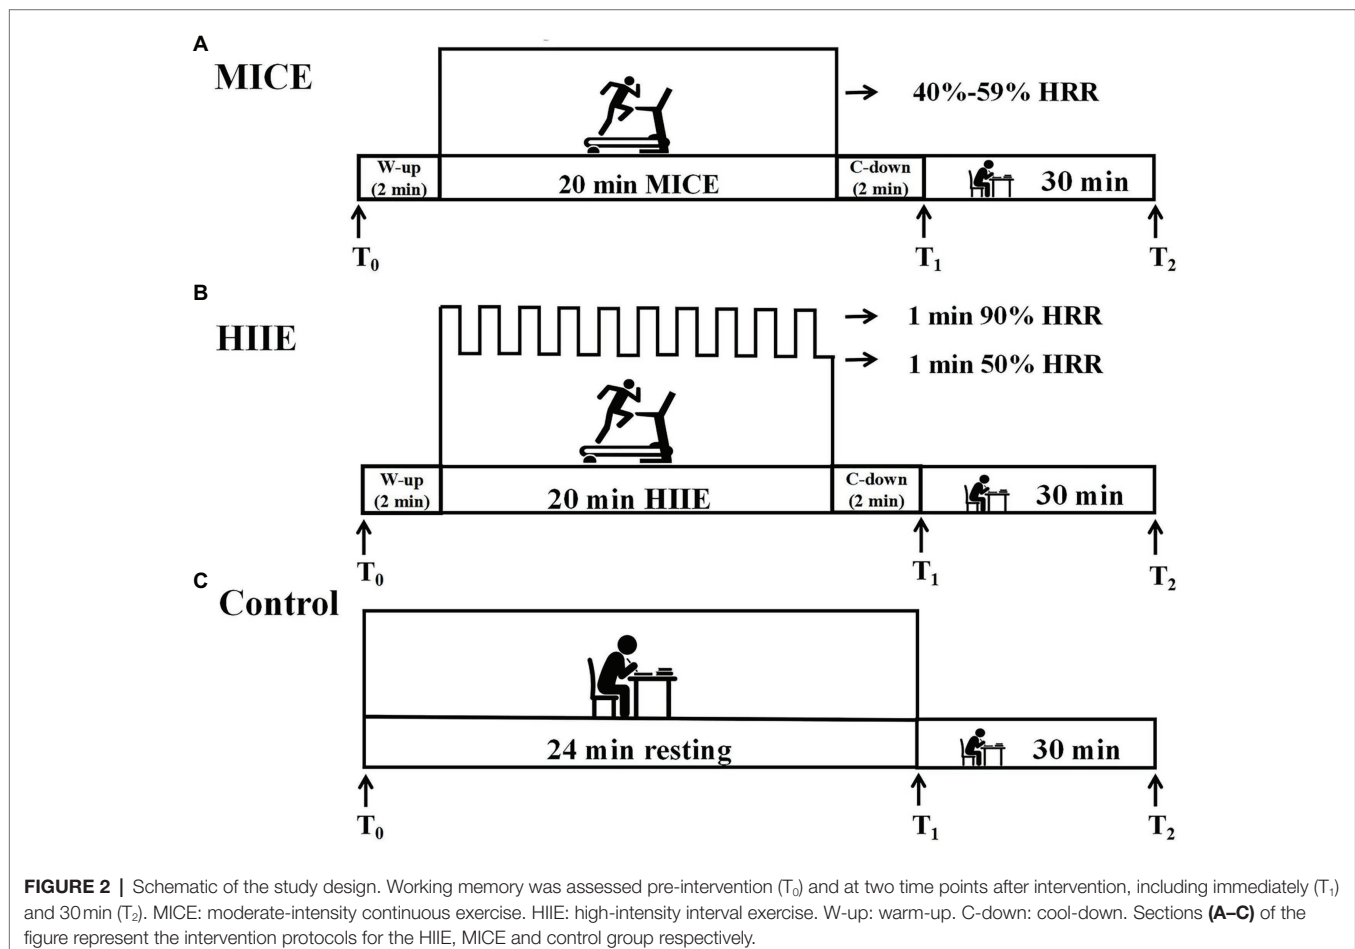 A
MICE
40%-59% HRR
W-up
(2 min)
20 min MICE
C-down
(2 min)
30 min
T₀
T₁
T₂
B
HIIE
1 min 90% HRR
1 min 50% HRR
W-up
(2 min)
20 min HIIE
C-down
(2 min)
30 min
T₀
T₁
T₂
C
Control
24 min resting
30 min
T₀
T₁
T₂
FIGURE 2 | Schematic of the study design. Working memory was assessed pre-intervention (T₀) and at two time points after intervention, including immediately (T₁)
and 30 min (T₂). MICE: moderate-intensity continuous exercise. HIIE: high-intensity interval exercise. W-up: warm-up. C-down: cool-down. Sections (A–C) of the
figure represent the intervention protocols for the HIIE, MICE and control group respectively.